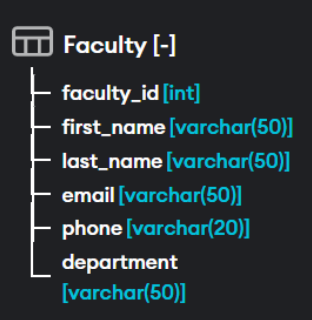 Faculty [-]
faculty_id [int]
first_name [varchar(50)]
last_name [varchar(50)]
email [varchar(50)]
phone [varchar(20)]
department
[varchar(50)]